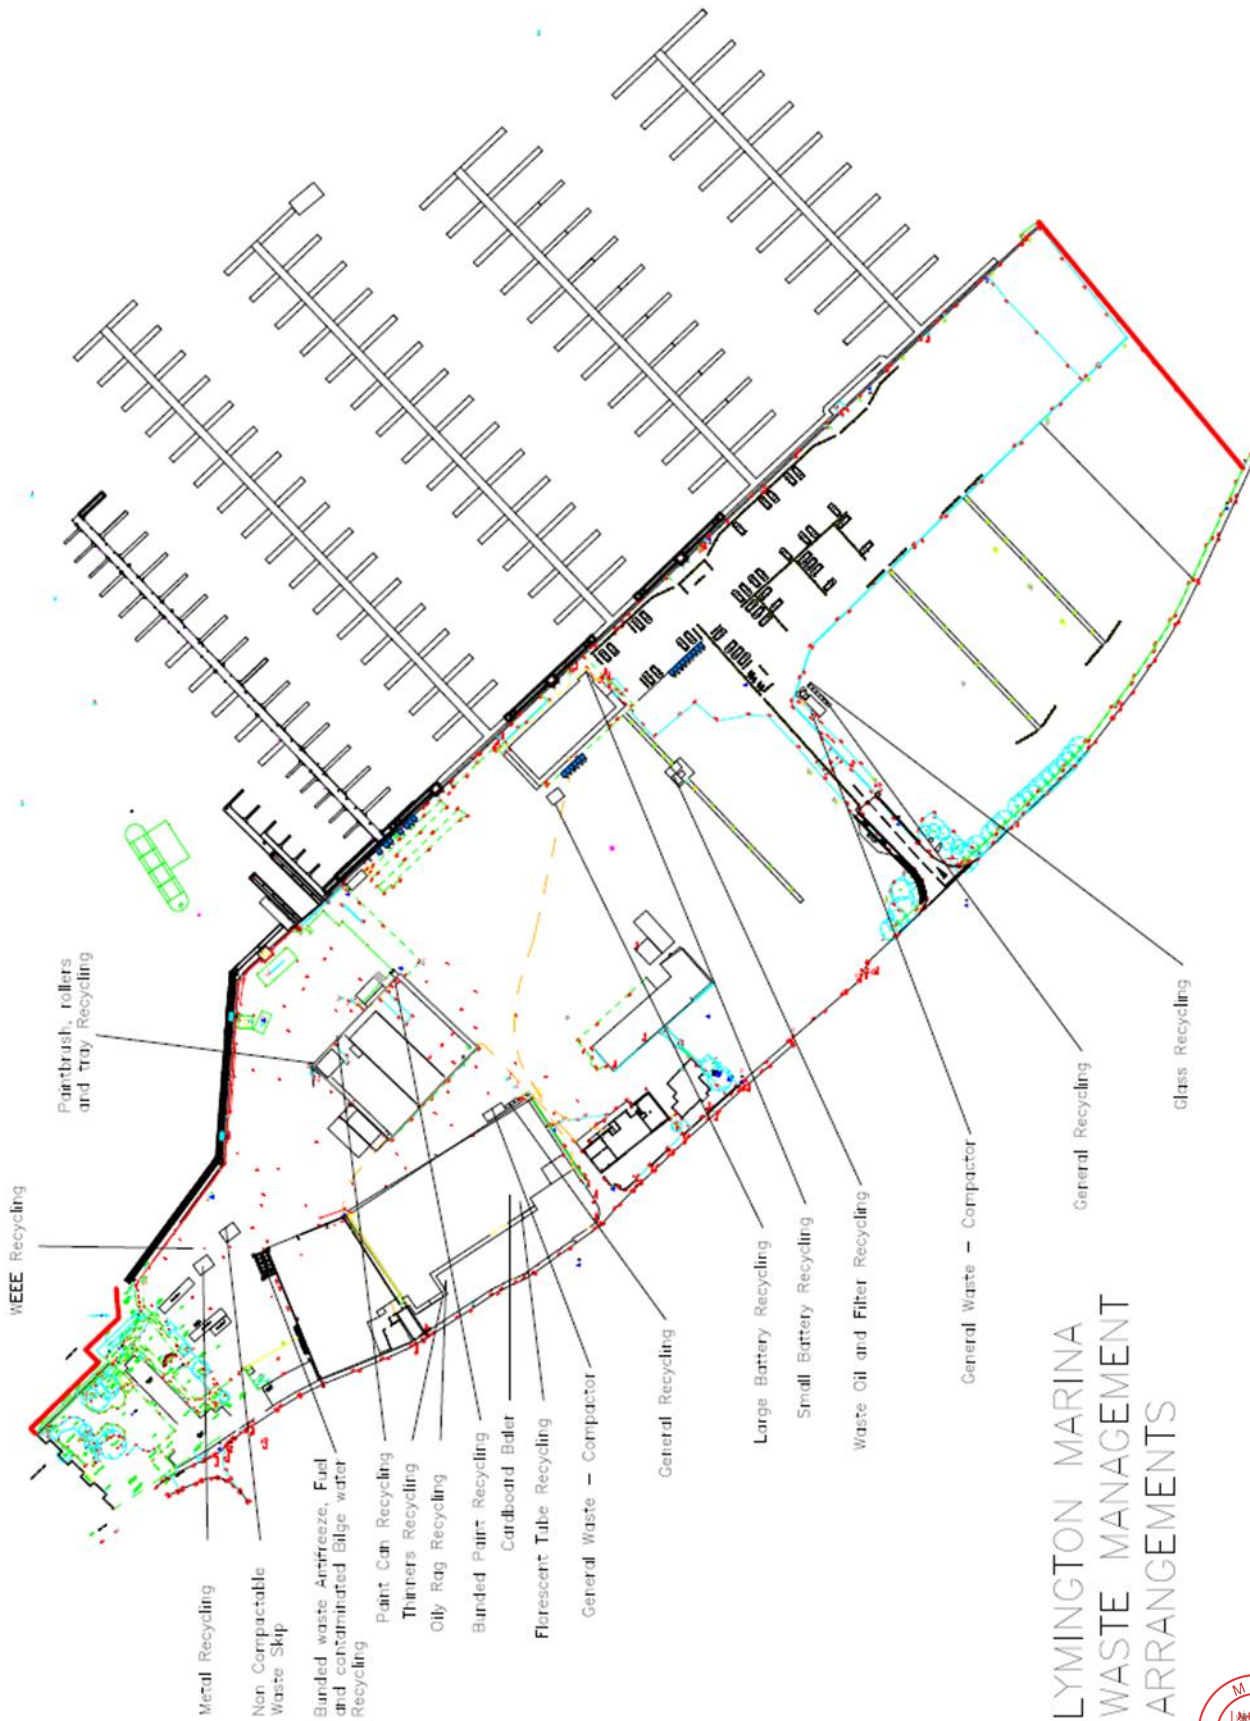 WEEE Recycling
Paintbrush, rollers
and tray Recycling
Metal Recycling
Non Compactable
Waste Skip
Bunded waste Antifreeze, Fuel
and contaminated Bilge water
Recycling
Paint Can Recycling
Thinners Recycling
Oily Rag Recycling
Bunded Paint Recycling
Cardboard Baler
Florescent Tube Recycling
General Waste – Compactor
General Recycling
Large Battery Recycling
Small Battery Recycling
Waste Oil and Filter Recycling
General Waste – Compactor
General Recycling
Glass Recycling
LYMINGTON MARINA
WASTE MANAGEMENT
ARRANGEMENTS